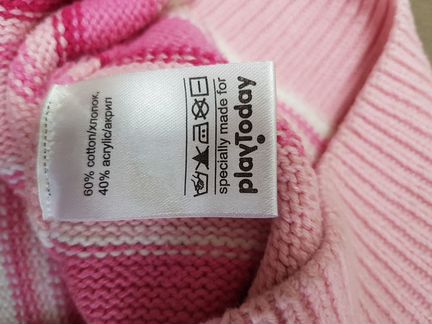 60% cotton/хлопок,
40% acrylic/акрил
specially made for
playToday